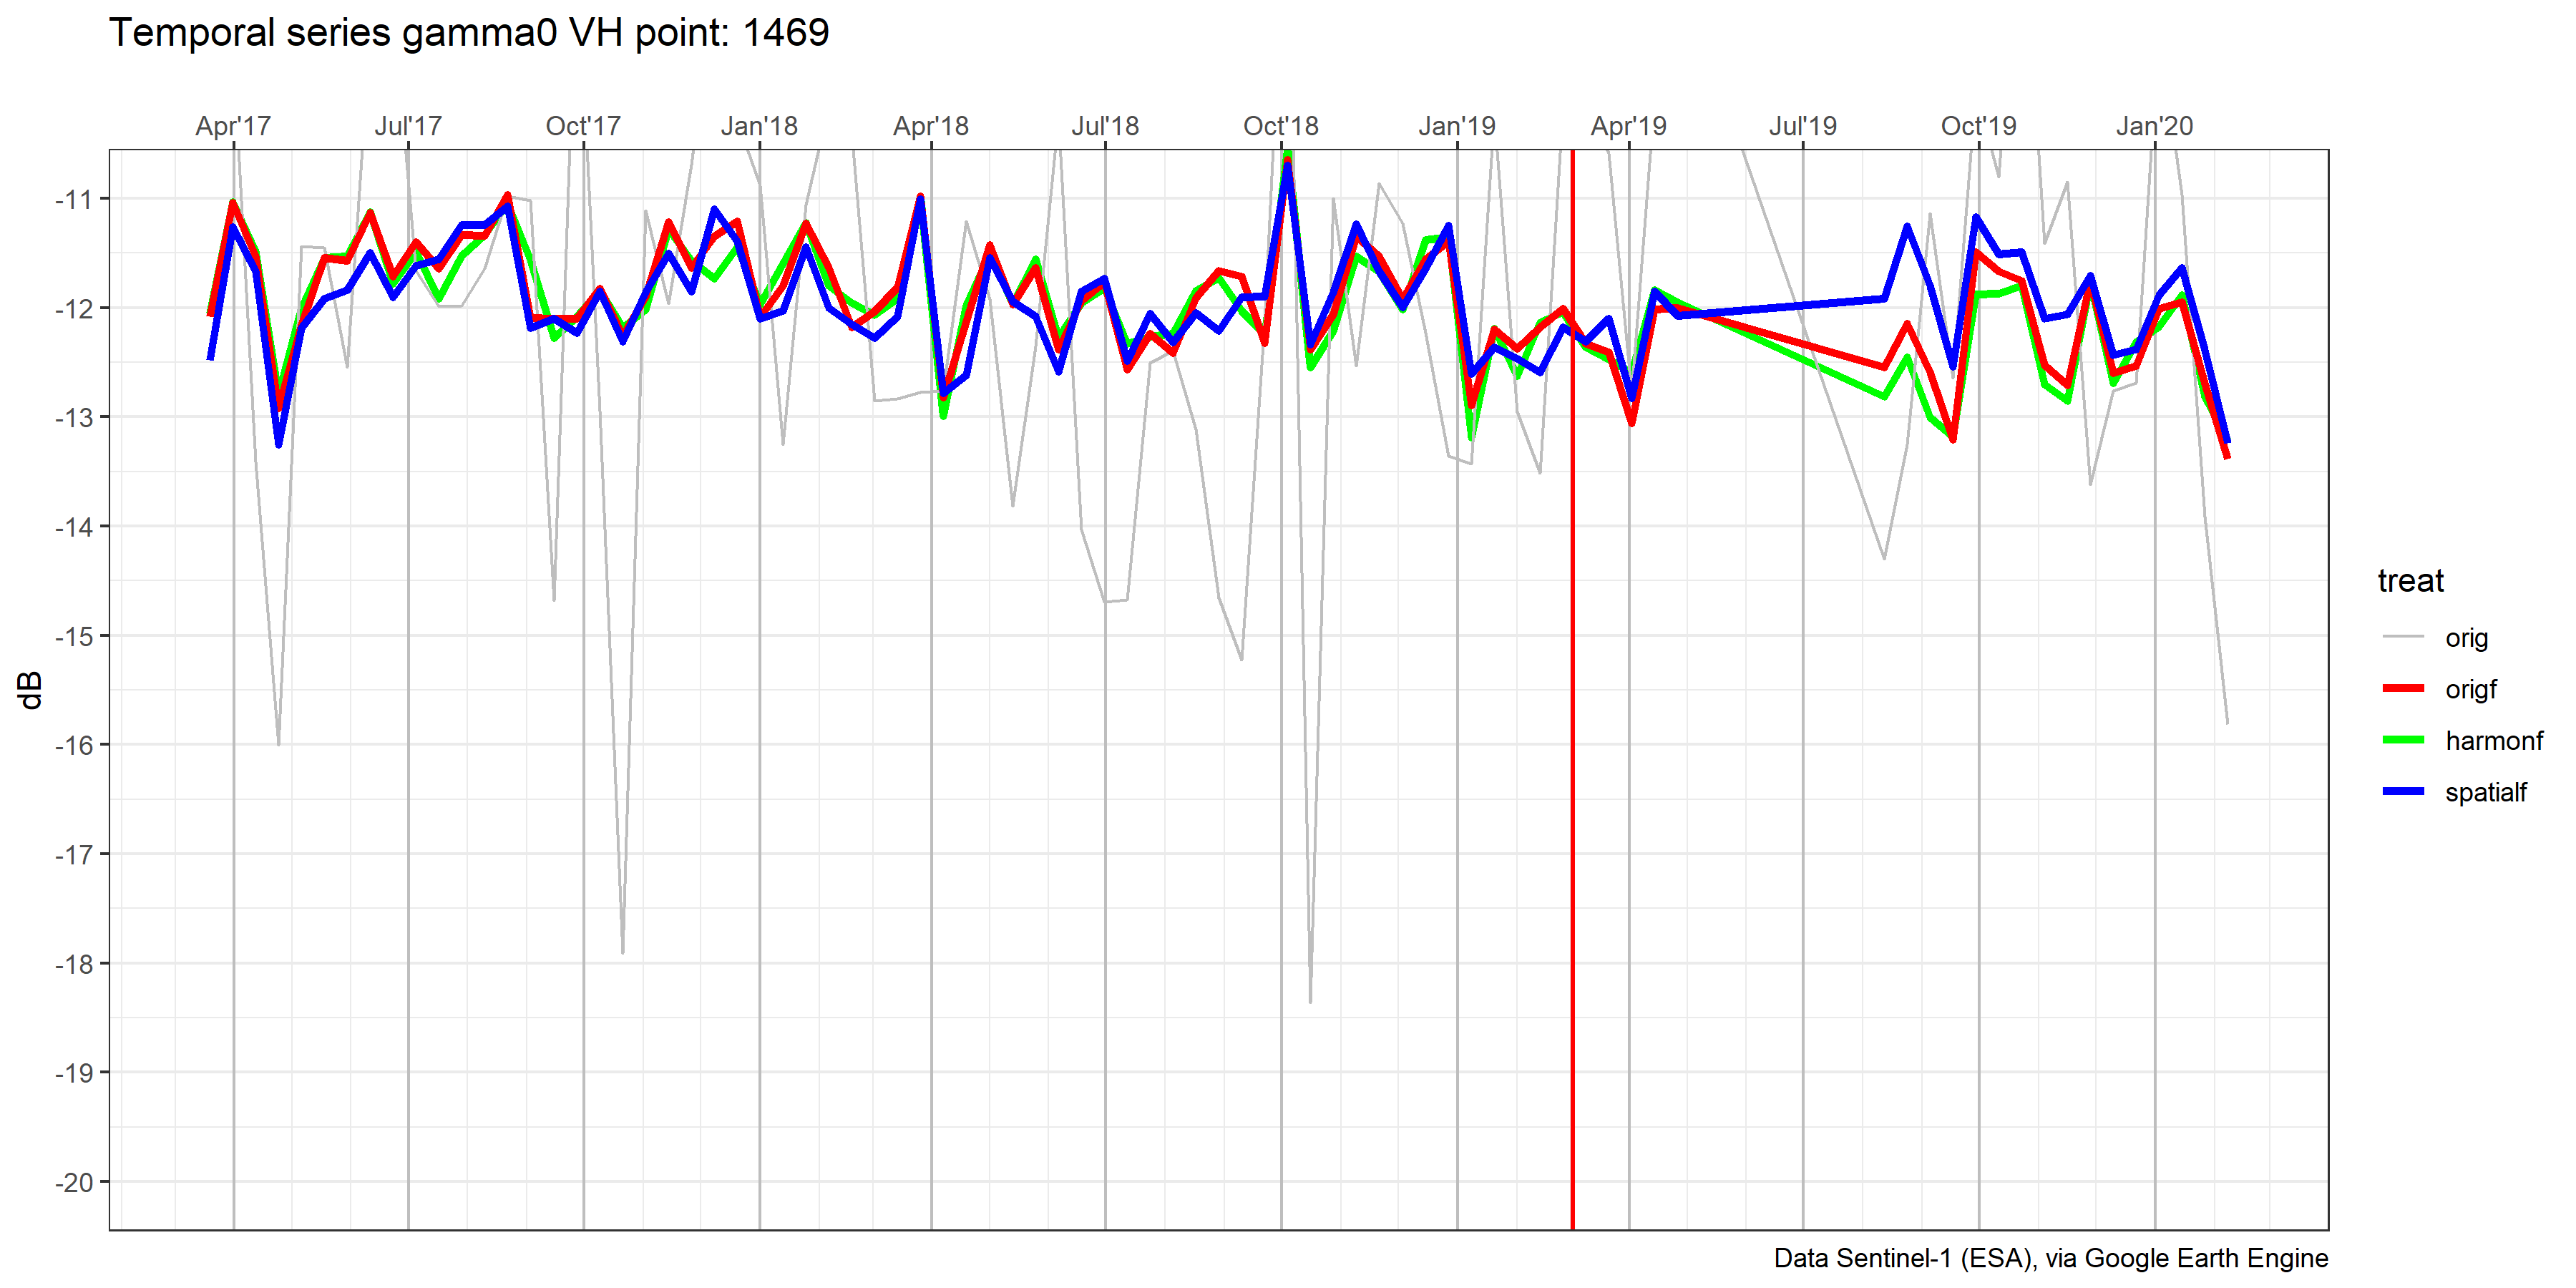 Temporal series gamma0 VH point: 1469
Apr'17 Jul'17 Oct'17 Jan'18 Apr'18 Jul'18 Oct'18 Jan'19 Apr'19 Jul'19 Oct'19 Jan'20
-11
-12
-13
-14
-15
-16
-17
-18
-19
-20
dB
treat
orig
origf
harmonf
spatialf
Data Sentinel-1 (ESA), via Google Earth Engine